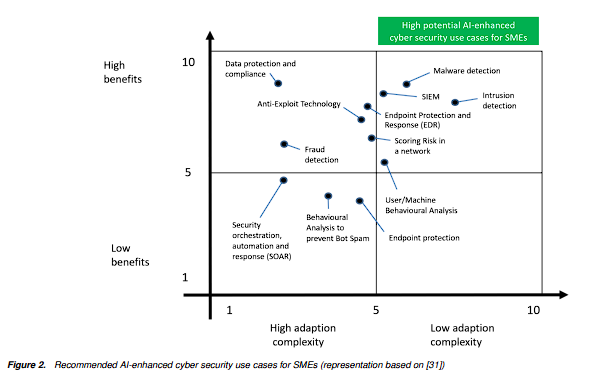 High potential AI-enhanced
cyber security use cases for SMEs
10
High
benefits
Data protection and
compliance
Malware detection
SIEM
Intrusion
detection
Anti-Exploit Technology
Endpoint Protection and
Response (EDR)
Scoring Risk in
a network
Fraud
detection
5
User/Machine
Behavioural Analysis
Security
orchestration,
automation and
response (SOAR)
Behavioural
Analysis to
prevent Bot Spam
Endpoint protection
Low
benefits
1
1
5
10
High adaption
complexity
Low adaption
complexity
Figure 2. Recommended AI-enhanced cyber security use cases for SMEs (representation based on [31])